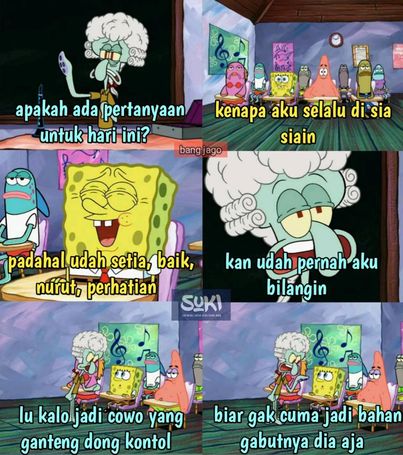 apakah ada pertanyaan
untuk hari ini?
kenapa aku selalu di sia
siain
bang jago
padahal udah setia, baik,
nurut, perhatian
kan udah pernah aku
bilangin
SUKI
lu kalo jadi cowo yang
ganteng dong kontol
biar gak cuma jadi bahan
gabutnya dia aja